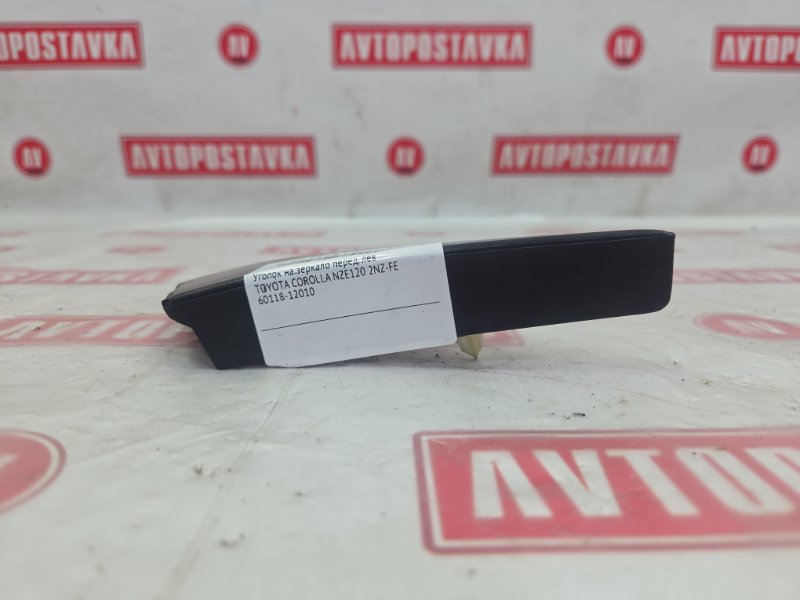 AVTOPOSTAVKA
AV
AVTOPOSTAVKA
AV
AVTOPOSTAVKA
AV
AVTOPOSTAVKA
AV
AVTOPOSTAVKA
AV
Уголок на.зеркало перед.лев
TOYOTA COROLLA NZE120 2NZ-FE
60118-12010
AVTO